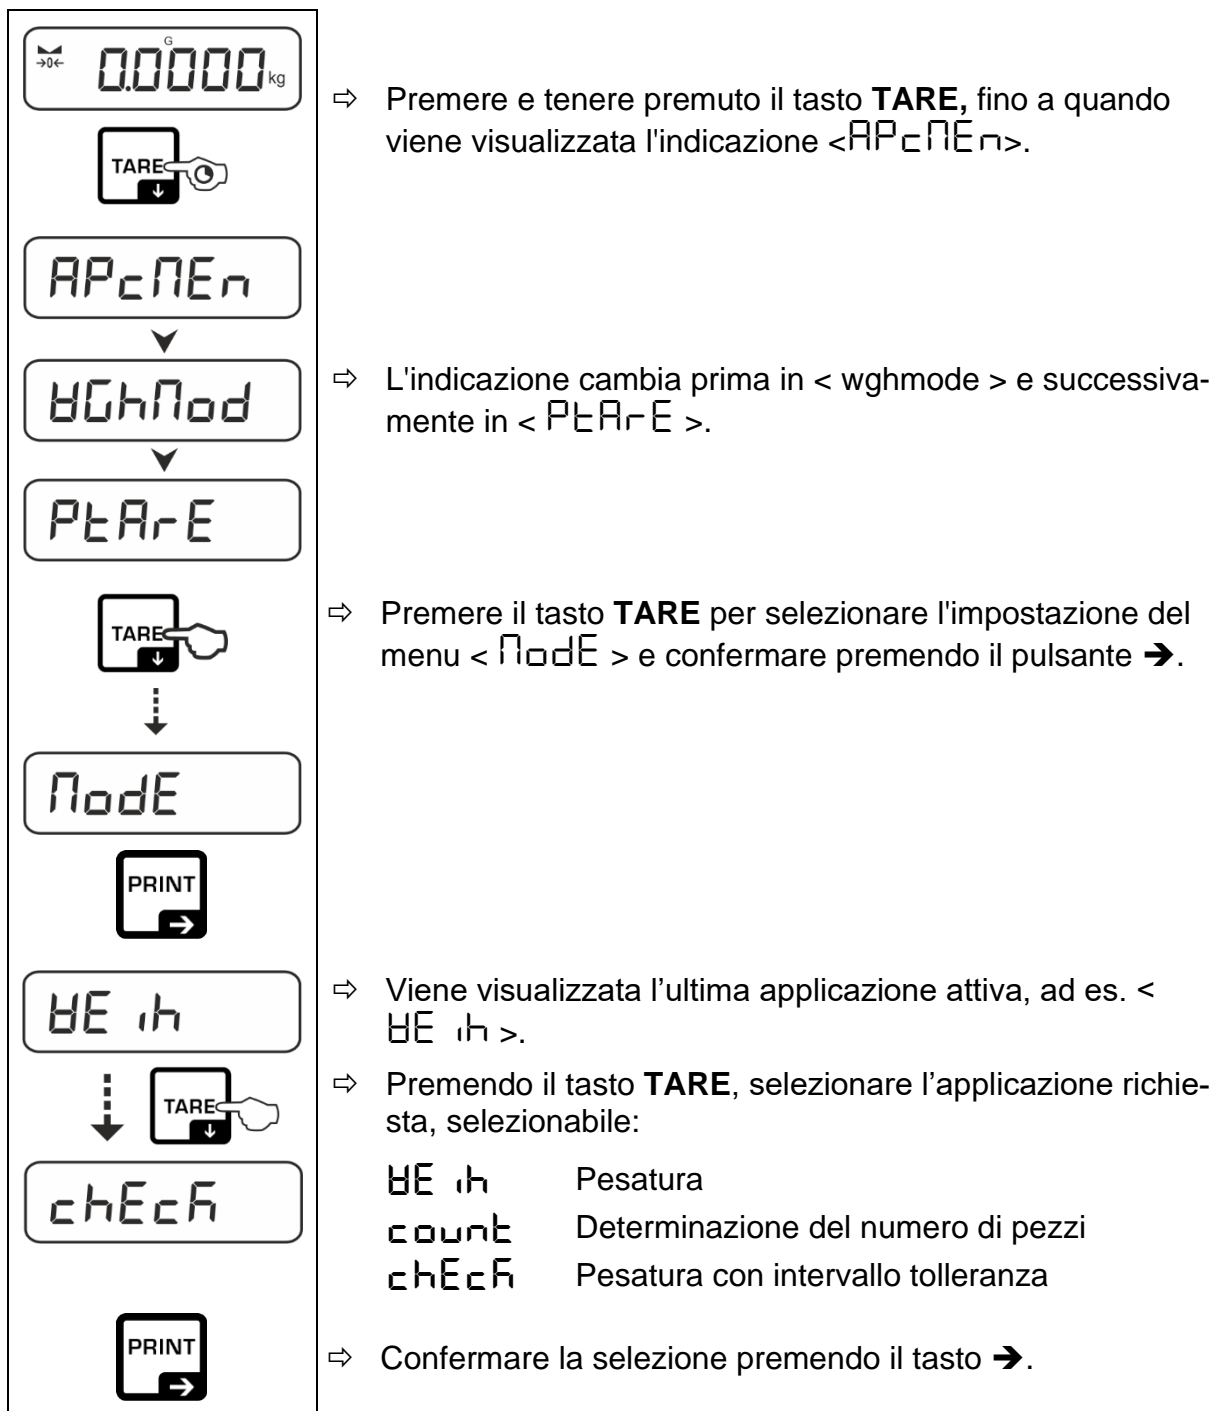 →0← G 0.0000 kg
Premere e tenere premuto il tasto TARE, fino a quando
viene visualizzata l'indicazione <APcMEn>.
TARE
APcMEn
WGhMod
⇨ L'indicazione cambia prima in < wghmode > e successiva-
mente in < PtArE >.
PtArE
⇨ Premere il tasto TARE per selezionare l'impostazione del
menu < ModE > e confermare premendo il pulsante ➔.
TARE
ModE
PRINT
⇨ Viene visualizzata l’ultima applicazione attiva, ad es. <
WEih >.
WEih
⇨ Premendo il tasto TARE, selezionare l’applicazione richie-
sta, selezionabile:
TARE
WEih Pesatura
count Determinazione del numero di pezzi
chEcK Pesatura con intervallo tolleranza
chEcK
PRINT
⇨ Confermare la selezione premendo il tasto ➔.